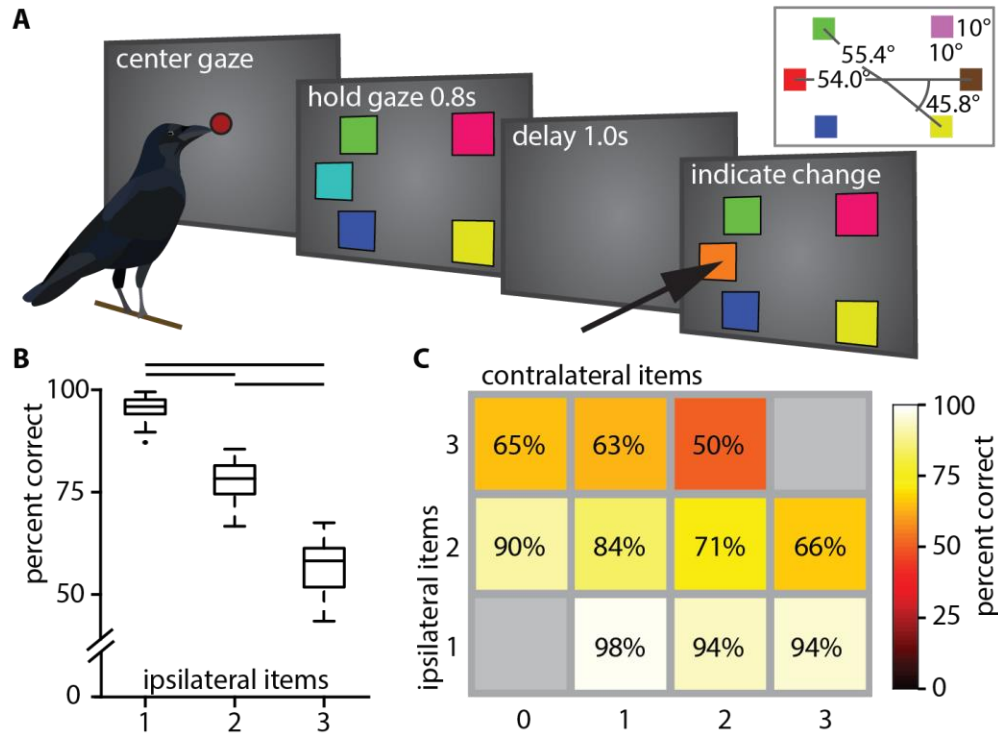 A
center gaze
hold gaze 0.8s
delay 1.0s
indicate change
10°
10°
55.4°
54.0°
45.8°
B
100
75
50
0
percent correct
ipsilateral items
1 2 3
C
contralateral items
ipsilateral items
3 65% 63% 50%
2 90% 84% 71% 66%
1 98% 94% 94%
0 1 2 3
100
75
50
25
0
percent correct